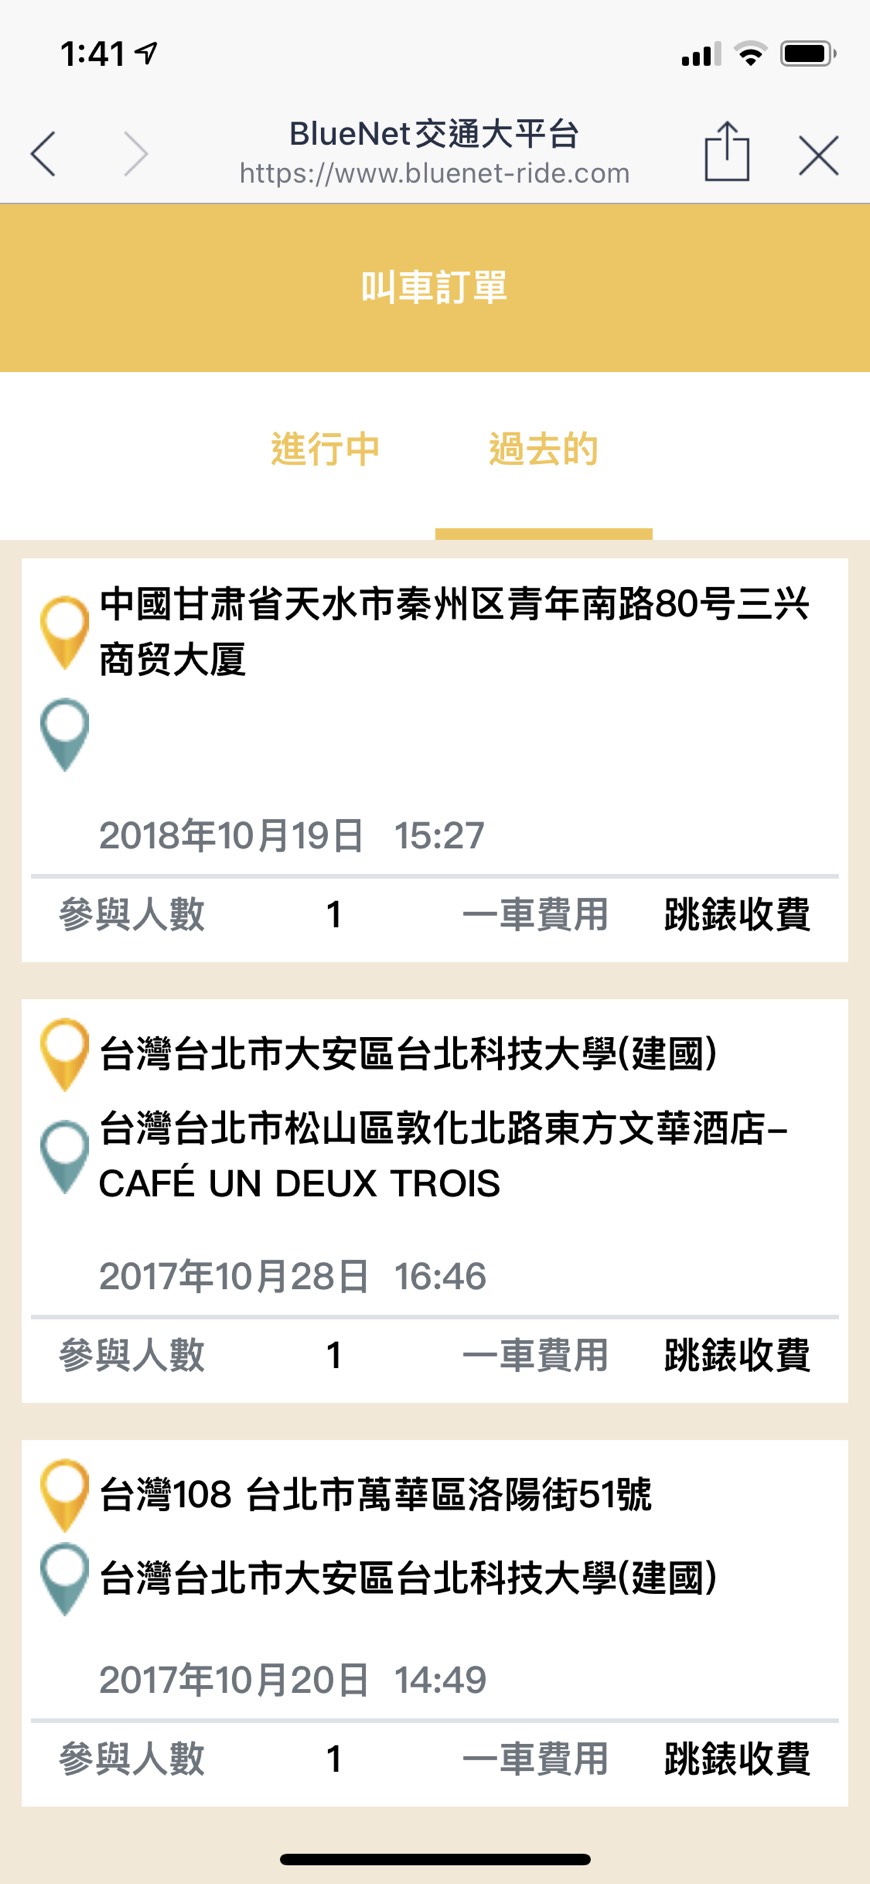 1:41
BlueNet交通大平台
https://www.bluenet-ride.com
叫車訂單
進行中 過去的
中國甘肃省天水市秦州区青年南路80号三兴
商贸大厦
2018年10月19日 15:27
參與人數 1 一車費用 跳錶收費
台灣台北市大安區台北科技大學(建國)
台灣台北市松山區敦化北路東方文華酒店–
CAFÉ UN DEUX TROIS
2017年10月28日 16:46
參與人數 1 一車費用 跳錶收費
台灣108 台北市萬華區洛陽街51號
台灣台北市大安區台北科技大學(建國)
2017年10月20日 14:49
參與人數 1 一車費用 跳錶收費